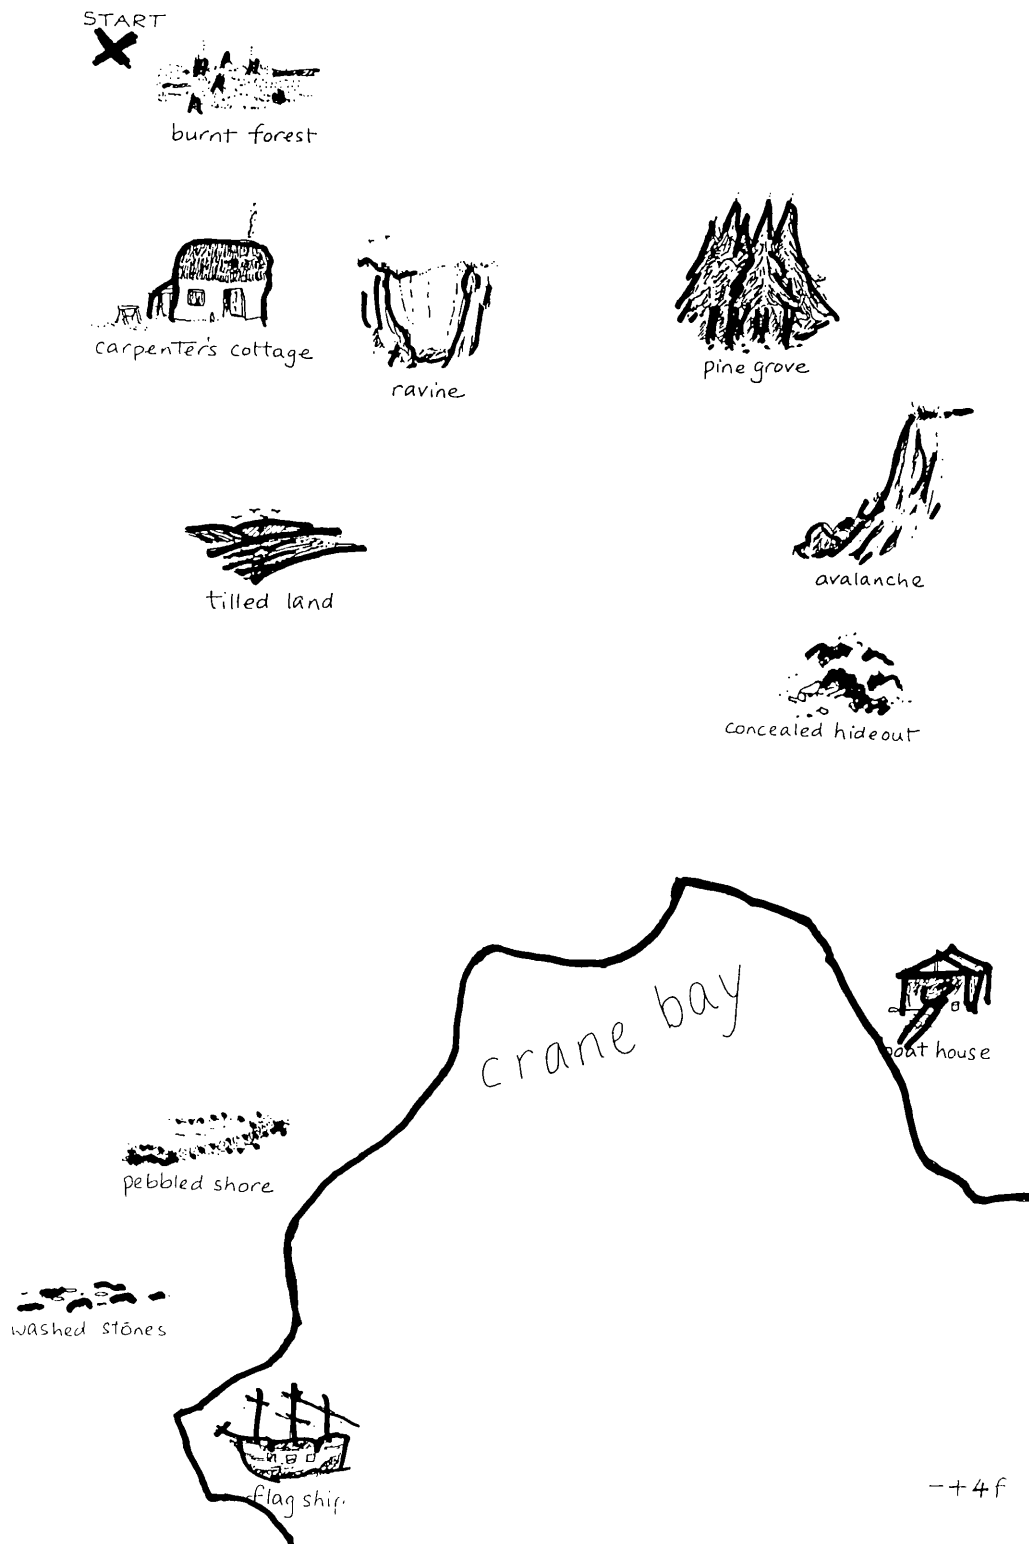 START
burnt forest
carpenter's cottage
ravine
pine grove
tilled land
avalanche
concealed hideout
crane bay
boat house
pebbled shore
washed stones
flag ship
-+4f